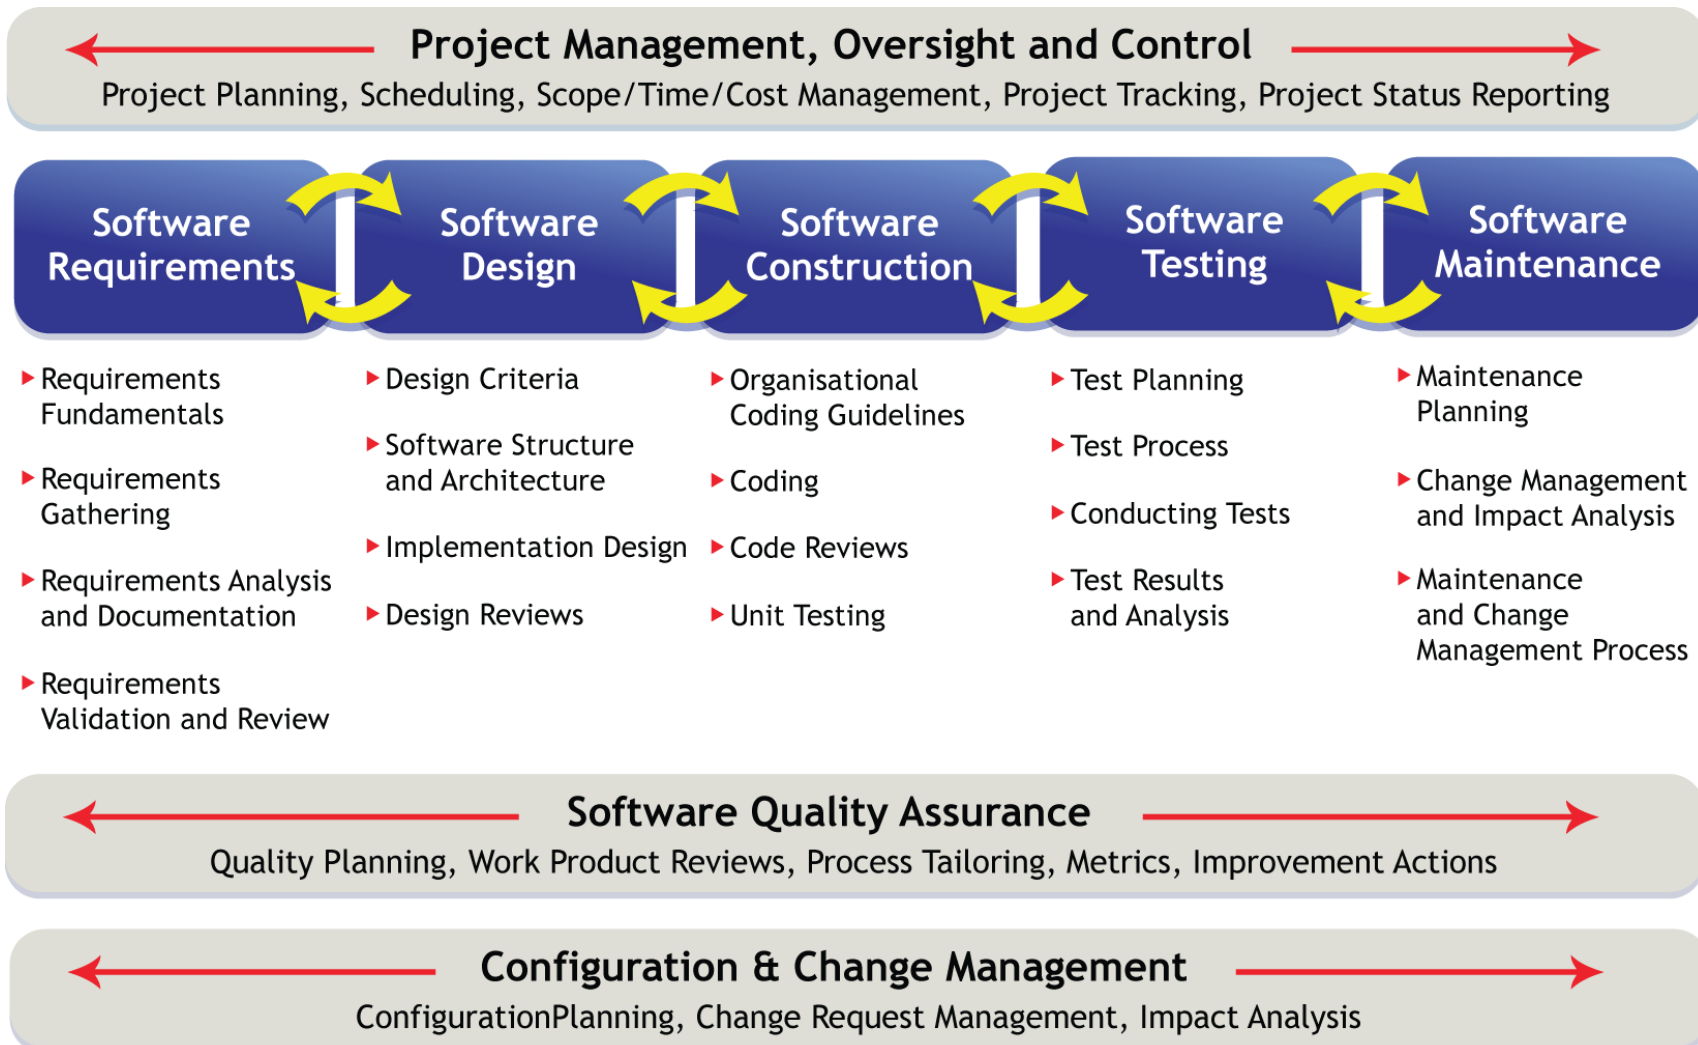 Project Management, Oversight and Control
Project Planning, Scheduling, Scope/Time/Cost Management, Project Tracking, Project Status Reporting
Software
Requirements
Software
Design
Software
Construction
Software
Testing
Software
Maintenance
Requirements
Fundamentals
Requirements
Gathering
Requirements Analysis
and Documentation
Requirements
Validation and Review
Design Criteria
Software Structure
and Architecture
Implementation Design
Design Reviews
Organisational
Coding Guidelines
Coding
Code Reviews
Unit Testing
Test Planning
Test Process
Conducting Tests
Test Results
and Analysis
Maintenance
Planning
Change Management
and Impact Analysis
Maintenance
and Change
Management Process
Software Quality Assurance
Quality Planning, Work Product Reviews, Process Tailoring, Metrics, Improvement Actions
Configuration & Change Management
ConfigurationPlanning, Change Request Management, Impact Analysis